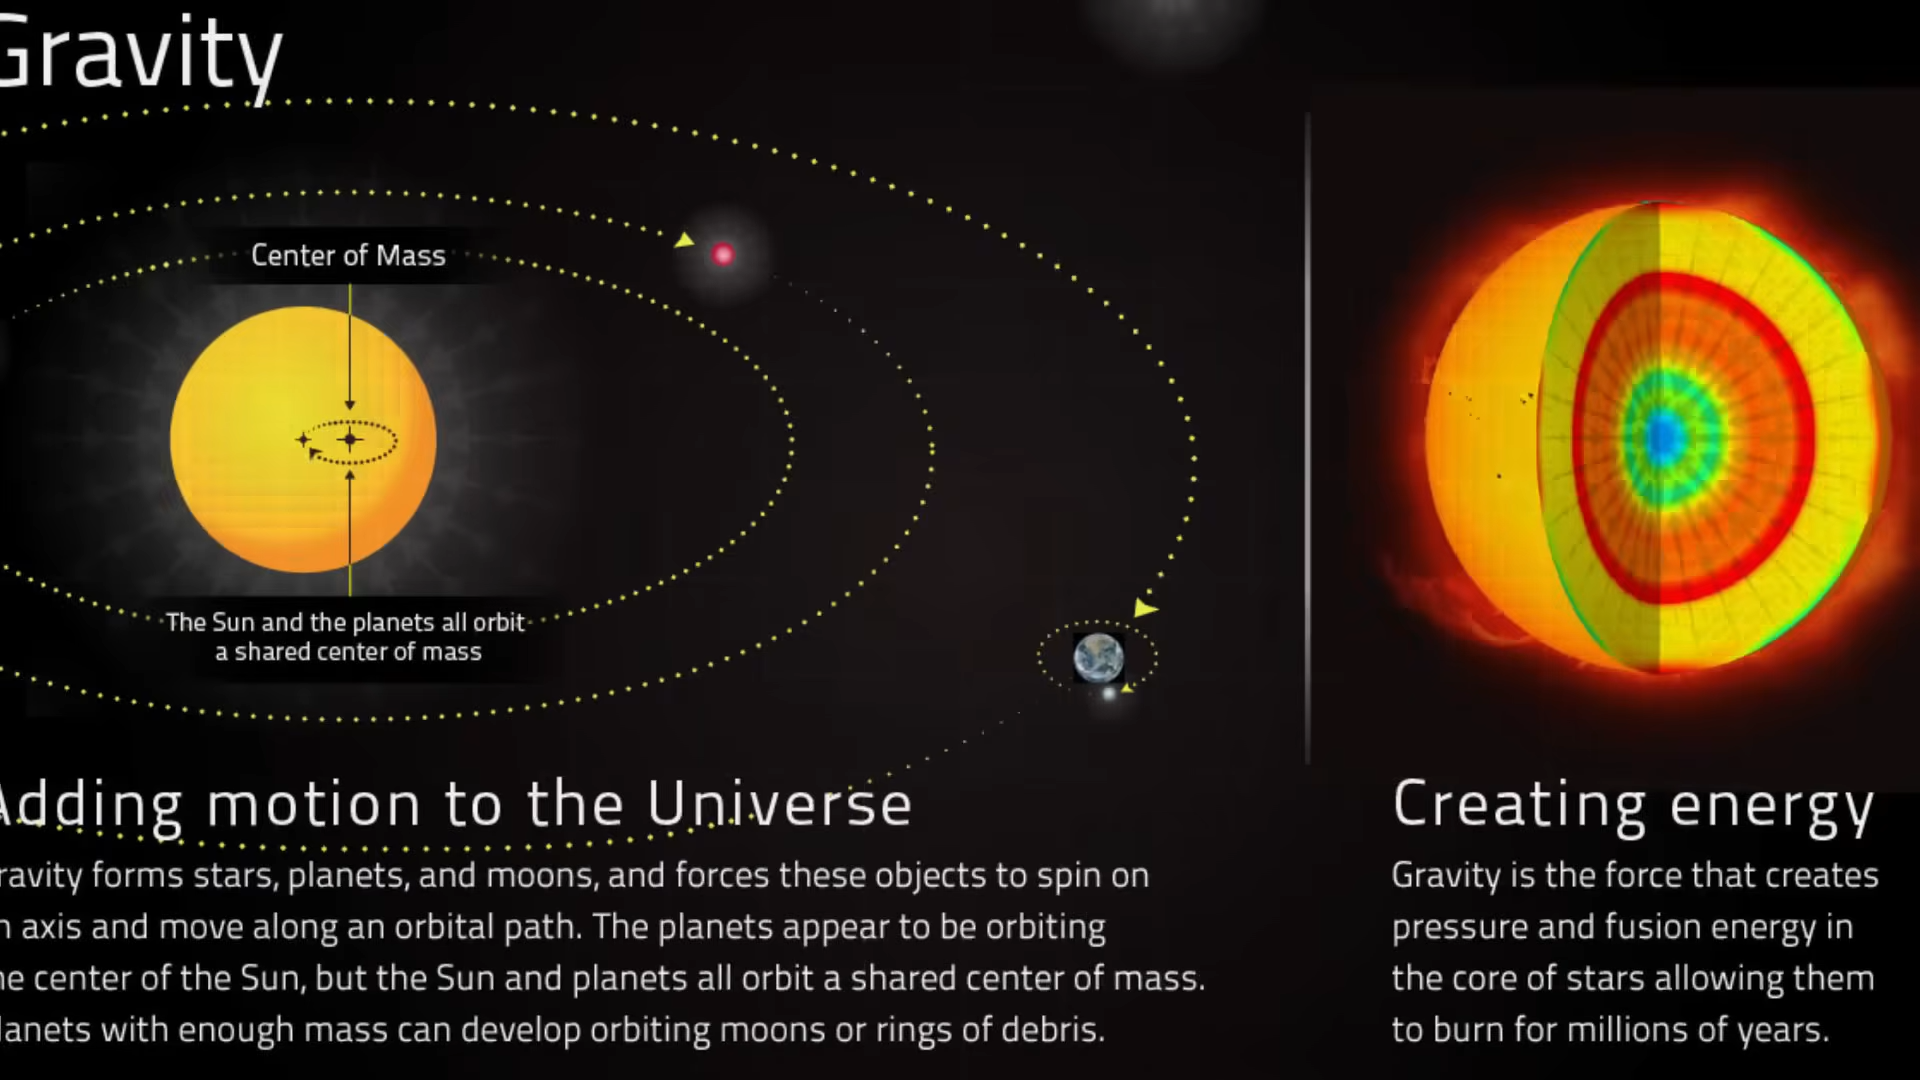 Gravity
Center of Mass
The Sun and the planets all orbit
a shared center of mass
Adding motion to the Universe
ravity forms stars, planets, and moons, and forces these objects to spin on
n axis and move along an orbital path. The planets appear to be orbiting
he center of the Sun, but the Sun and planets all orbit a shared center of mass.
lanets with enough mass can develop orbiting moons or rings of debris.
Creating energy
Gravity is the force that creates
pressure and fusion energy in
the core of stars allowing them
to burn for millions of years.